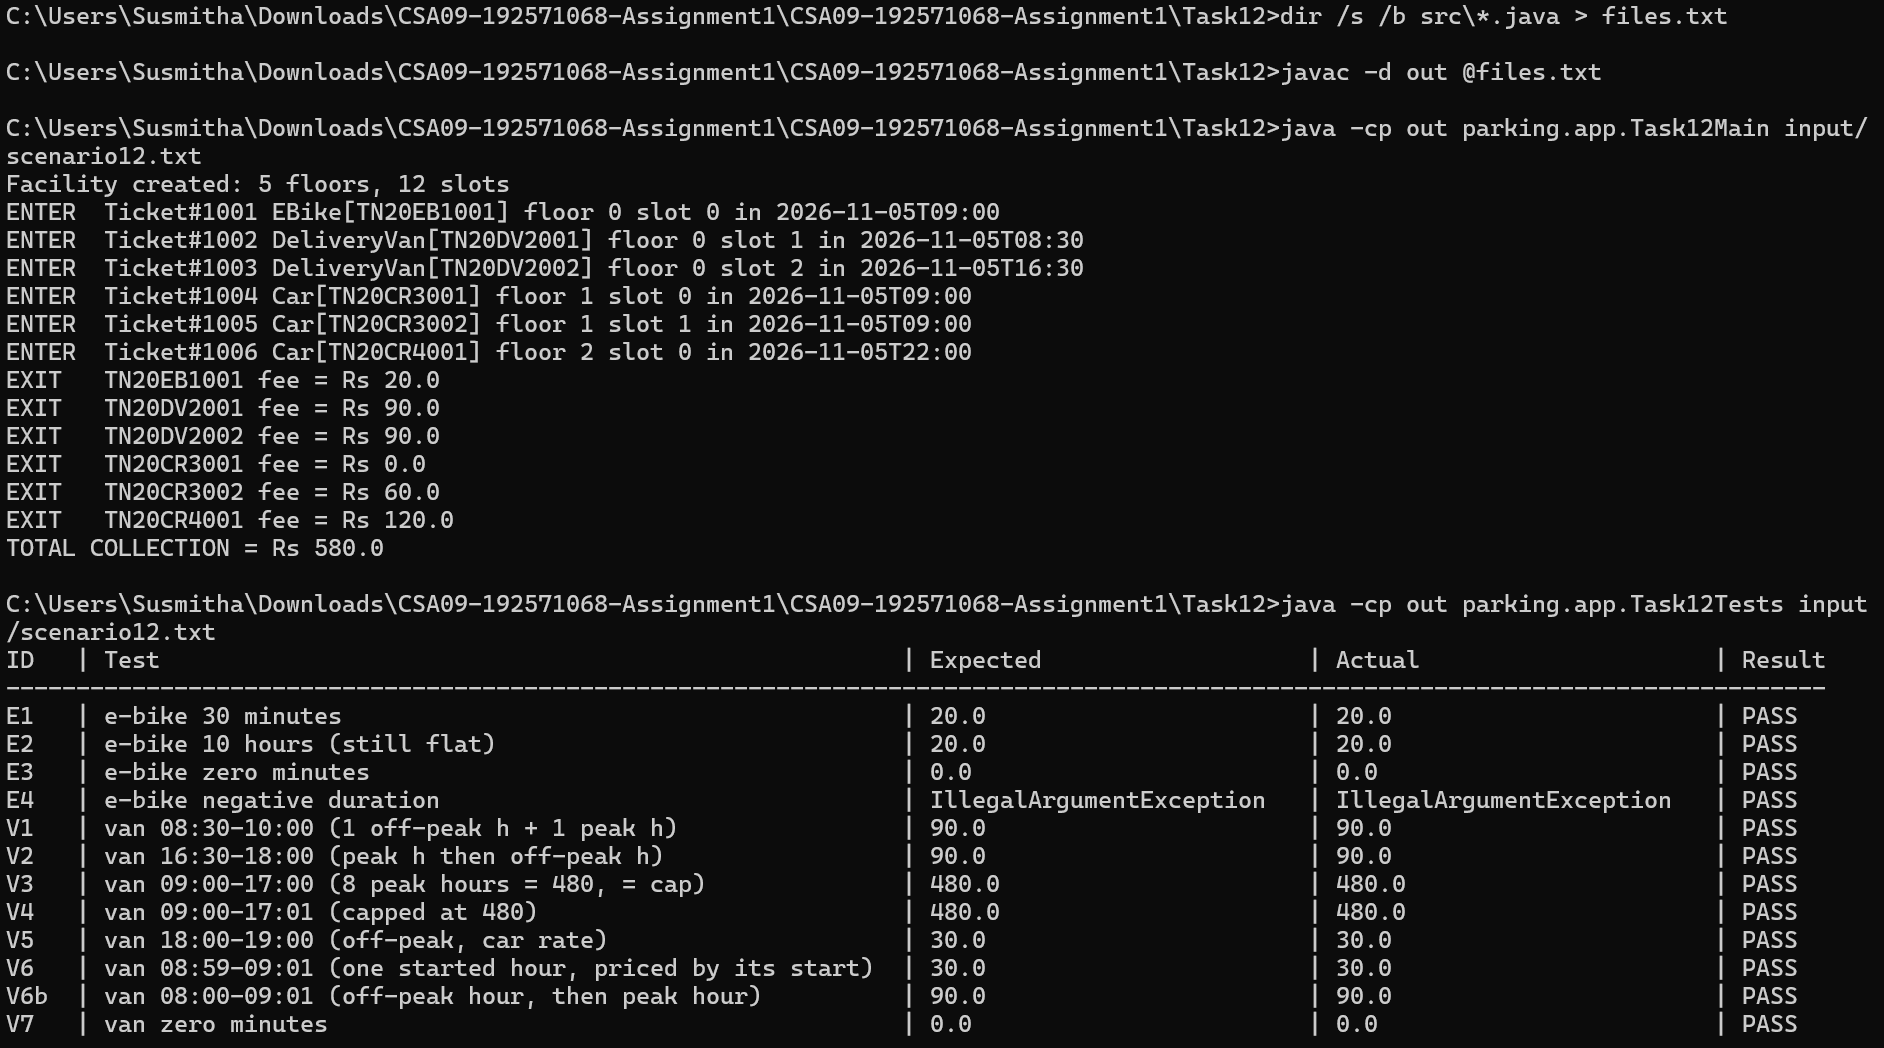 C:\Users\Susmitha\Downloads\CSA09-192571068-Assignment1\CSA09-192571068-Assignment1\Task12>dir /s /b src\*.java > files.txt
C:\Users\Susmitha\Downloads\CSA09-192571068-Assignment1\CSA09-192571068-Assignment1\Task12>javac -d out @files.txt
C:\Users\Susmitha\Downloads\CSA09-192571068-Assignment1\CSA09-192571068-Assignment1\Task12>java -cp out parking.app.Task12Main input/
scenario12.txt
Facility created: 5 floors, 12 slots
ENTER  Ticket#1001 EBike[TN20EB1001] floor 0 slot 0 in 2026-11-05T09:00
ENTER  Ticket#1002 DeliveryVan[TN20DV2001] floor 0 slot 1 in 2026-11-05T08:30
ENTER  Ticket#1003 DeliveryVan[TN20DV2002] floor 0 slot 2 in 2026-11-05T16:30
ENTER  Ticket#1004 Car[TN20CR3001] floor 1 slot 0 in 2026-11-05T09:00
ENTER  Ticket#1005 Car[TN20CR3002] floor 1 slot 1 in 2026-11-05T09:00
ENTER  Ticket#1006 Car[TN20CR4001] floor 2 slot 0 in 2026-11-05T22:00
EXIT   TN20EB1001 fee = Rs 20.0
EXIT   TN20DV2001 fee = Rs 90.0
EXIT   TN20DV2002 fee = Rs 90.0
EXIT   TN20CR3001 fee = Rs 0.0
EXIT   TN20CR3002 fee = Rs 60.0
EXIT   TN20CR4001 fee = Rs 120.0
TOTAL COLLECTION = Rs 580.0
C:\Users\Susmitha\Downloads\CSA09-192571068-Assignment1\CSA09-192571068-Assignment1\Task12>java -cp out parking.app.Task12Tests input
/scenario12.txt
ID   | Test | Expected | Actual | Result
----------------------------------------------------------------------------------------------------------------------------------
E1   | e-bike 30 minutes | 20.0 | 20.0 | PASS
E2   | e-bike 10 hours (still flat) | 20.0 | 20.0 | PASS
E3   | e-bike zero minutes | 0.0 | 0.0 | PASS
E4   | e-bike negative duration | IllegalArgumentException | IllegalArgumentException | PASS
V1   | van 08:30-10:00 (1 off-peak h + 1 peak h) | 90.0 | 90.0 | PASS
V2   | van 16:30-18:00 (peak h then off-peak h) | 90.0 | 90.0 | PASS
V3   | van 09:00-17:00 (8 peak hours = 480, = cap) | 480.0 | 480.0 | PASS
V4   | van 09:00-17:01 (capped at 480) | 480.0 | 480.0 | PASS
V5   | van 18:00-19:00 (off-peak, car rate) | 30.0 | 30.0 | PASS
V6   | van 08:59-09:01 (one started hour, priced by its start) | 30.0 | 30.0 | PASS
V6b  | van 08:00-09:01 (off-peak hour, then peak hour) | 90.0 | 90.0 | PASS
V7   | van zero minutes | 0.0 | 0.0 | PASS